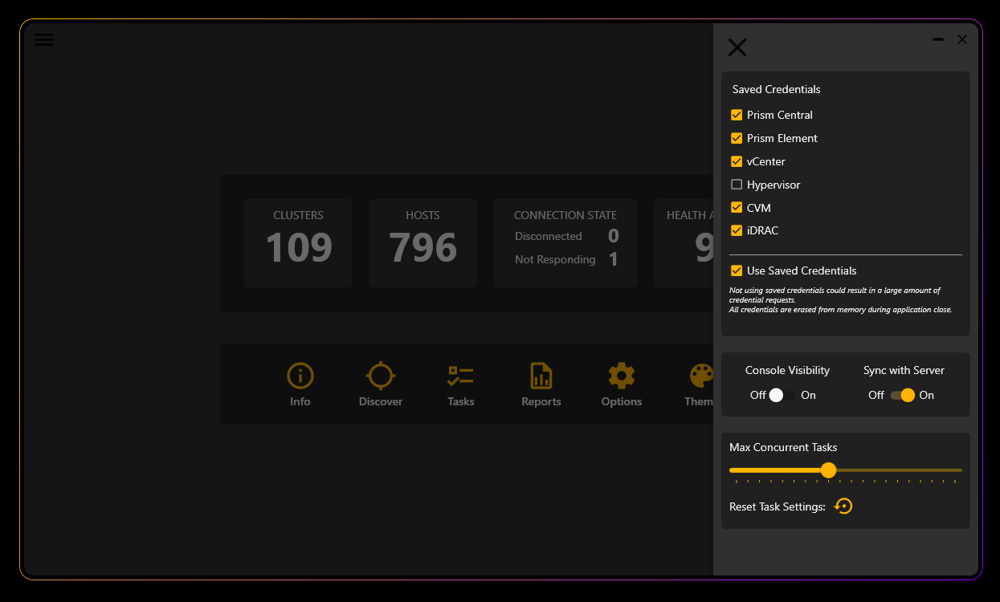 CLUSTERS
109
HOSTS
796
CONNECTION STATE
Disconnected 0
Not Responding 1
HEALTH A
9
Info
Discover
Tasks
Reports
Options
Them
Saved Credentials
Prism Central
Prism Element
vCenter
Hypervisor
CVM
iDRAC
Use Saved Credentials
Not using saved credentials could result in a large amount of
credential requests.
All credentials are erased from memory during application close.
Console Visibility
Off On
Sync with Server
Off On
Max Concurrent Tasks
Reset Task Settings: